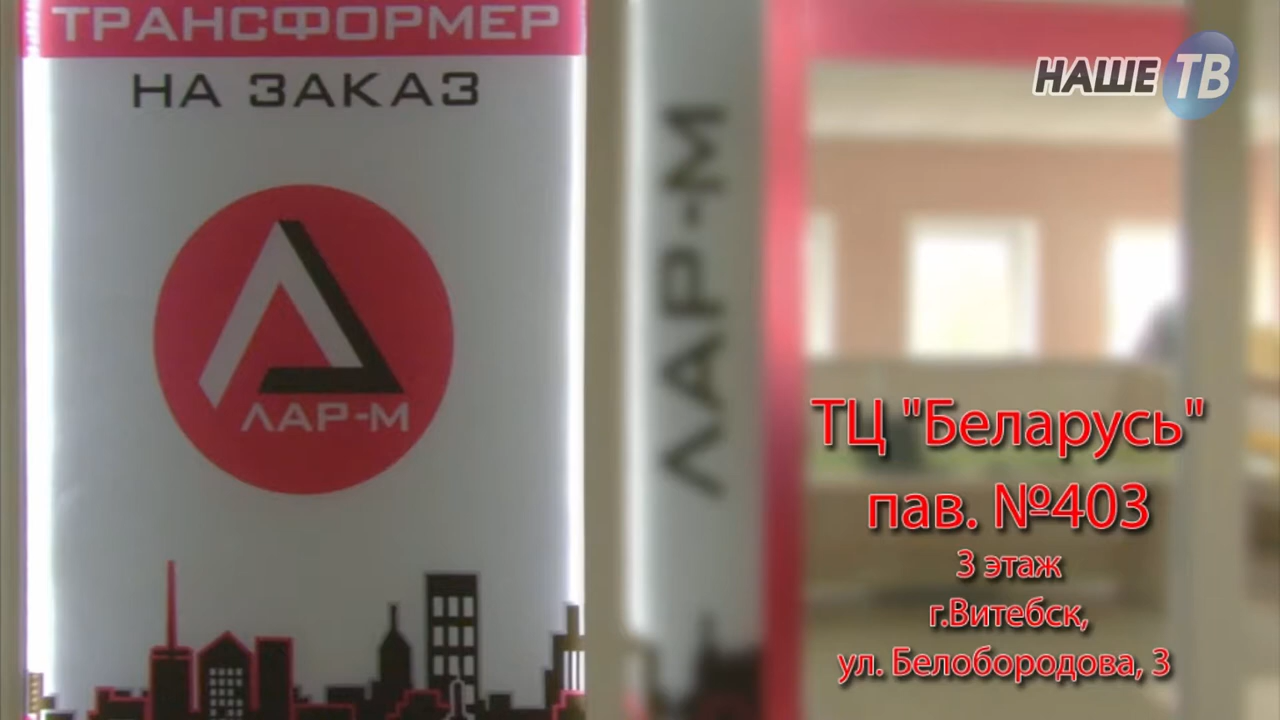 ТРАНСФОРМЕР
НА ЗАКАЗ
ЛАР-М
ЛАР-М
НАШЕ ТВ
ТЦ "Беларусь"
пав. №403
3 этаж
г.Витебск,
ул. Белобородова, 3